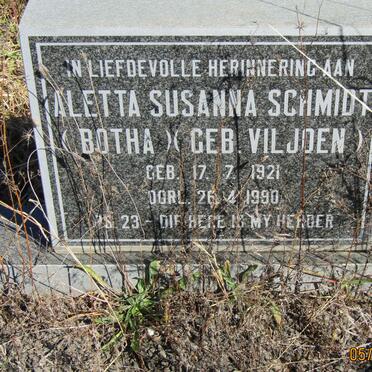 IN LIEFDEVOLLE HERINNERING AAN
ALETTA SUSANNA SCHMIDT
( BOTHA ) ( GEB. VILJOEN )
GEB. 17. 7. 1921
OORL. 26. 4. 1990
PS. 23 - DIE HERE IS MY HERDER
05/